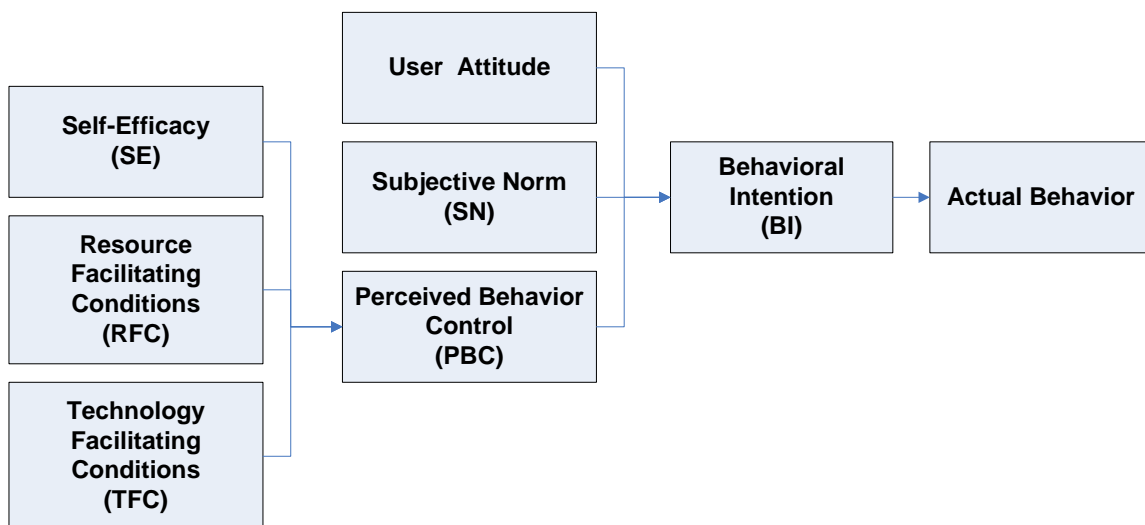 User Attitude
Self-Efficacy
(SE)
Subjective Norm
(SN)
Behavioral
Intention
(BI)
Actual Behavior
Resource
Facilitating
Conditions
(RFC)
Perceived Behavior
Control
(PBC)
Technology
Facilitating
Conditions
(TFC)